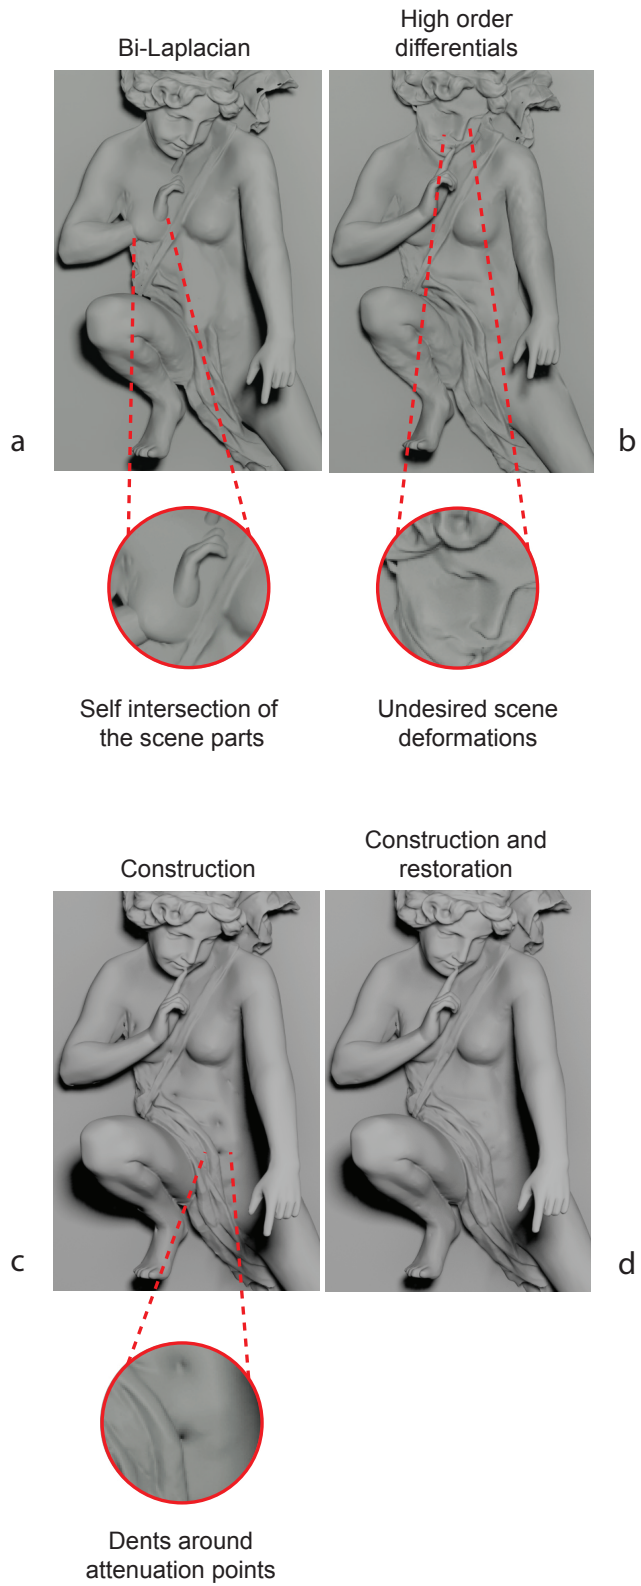 Bi-Laplacian
High order
differentials
a
b
Self intersection of
the scene parts
Undesired scene
deformations
Construction
Construction and
restoration
c
d
Dents around
attenuation points